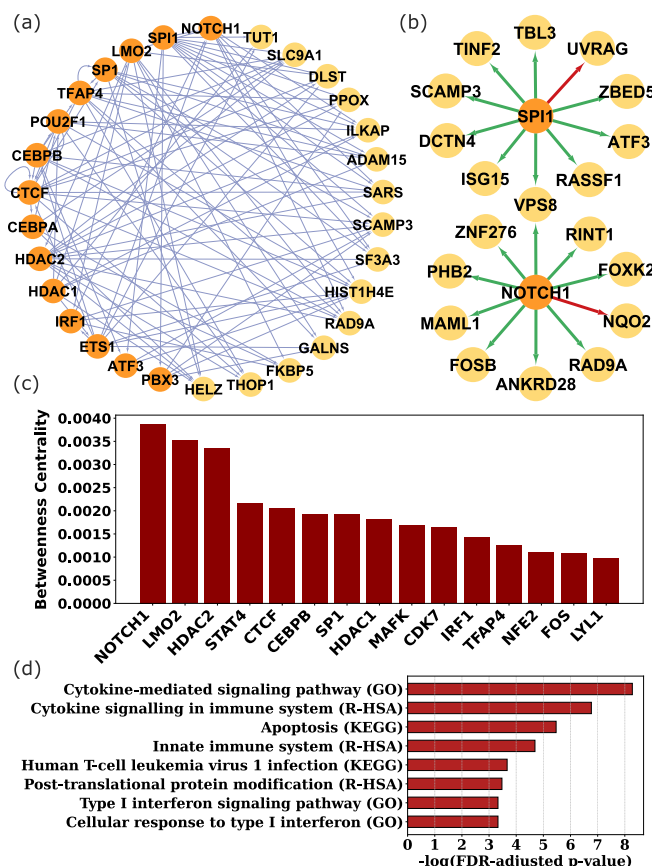 (a)
NOTCH1
SPI1
TUT1
LMO2
SLC9A1
SP1
DLST
TFAP4
PPOX
POU2F1
ILKAP
CEBPB
ADAM15
CTCF
SARS
CEBPA
SCAMP3
HDAC2
SF3A3
HDAC1
HIST1H4E
IRF1
RAD9A
ETS1
GALNS
ATF3
FKBP5
PBX3
THOP1
HELZ
(b)
TBL3
TINF2
UVRAG
SCAMP3
ZBED5
SPI1
DCTN4
ATF3
ISG15
RASSF1
VPS8
ZNF276
RINT1
PHB2
FOXK2
NOTCH1
MAML1
NQO2
FOSB
RAD9A
ANKRD28
(c)
Betweenness Centrality
0.0040
0.0035
0.0030
0.0025
0.0020
0.0015
0.0010
0.0005
0.0000
NOTCH1
LMO2
HDAC2
STAT4
CTCF
CEBPB
SP1
HDAC1
MAFK
CDK7
IRF1
TFAP4
NFE2
FOS
LYL1
(d)
Cytokine-mediated signaling pathway (GO)
Cytokine signalling in immune system (R-HSA)
Apoptosis (KEGG)
Innate immune system (R-HSA)
Human T-cell leukemia virus 1 infection (KEGG)
Post-translational protein modification (R-HSA)
Type I interferon signaling pathway (GO)
Cellular response to type I interferon (GO)
0 1 2 3 4 5 6 7 8
-log(FDR-adjusted p-value)